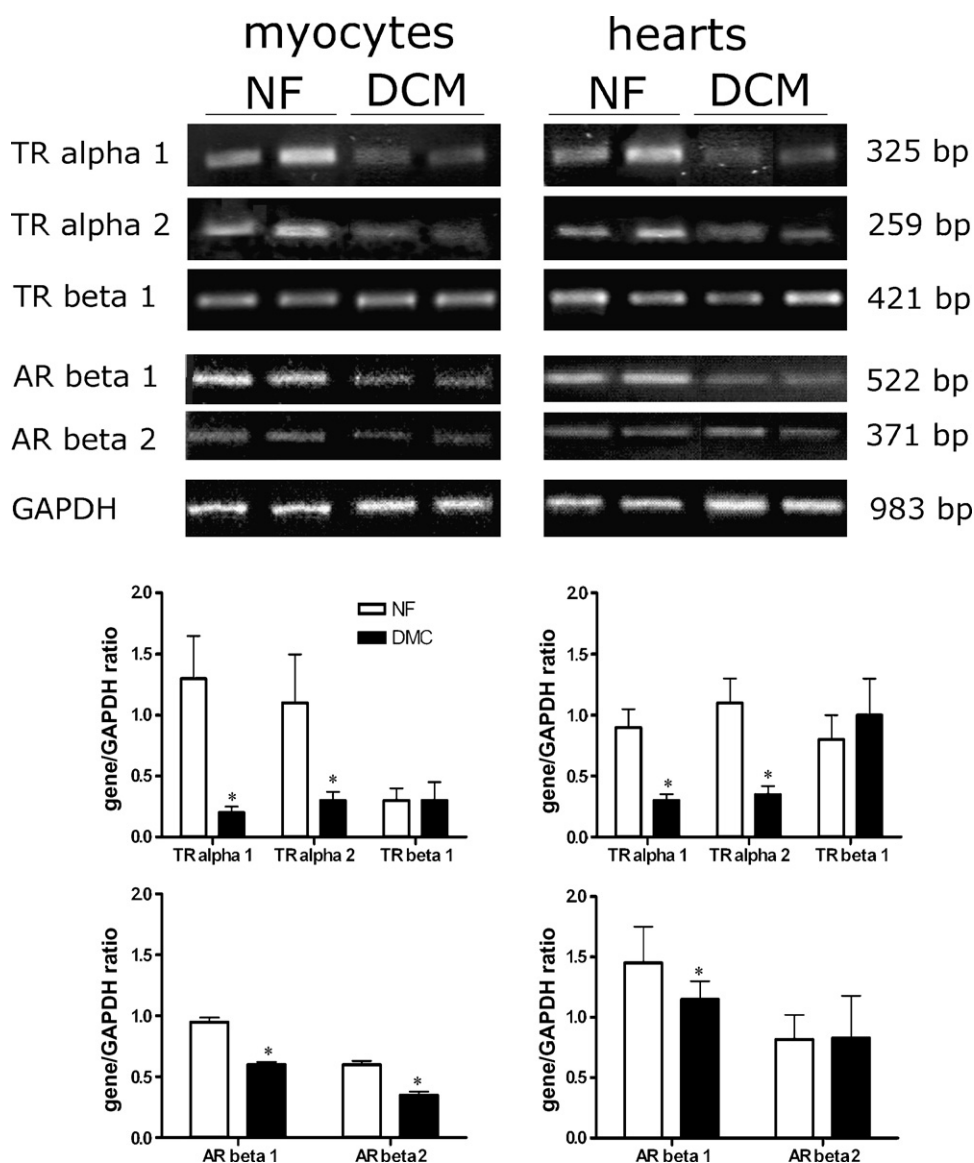 myocytes hearts
NF DCM NF DCM
TR alpha 1 325 bp
TR alpha 2 259 bp
TR beta 1 421 bp
AR beta 1 522 bp
AR beta 2 371 bp
GAPDH 983 bp
gene/GAPDH ratio
2.0
1.5
1.0
0.5
0.0
NF
DMC
*
*
TR alpha 1 TR alpha 2 TR beta 1
gene/GAPDH ratio
2.0
1.5
1.0
0.5
0.0
*
*
TR alpha 1 TR alpha 2 TR beta 1
gene/GAPDH ratio
2.0
1.5
1.0
0.5
0.0
*
*
AR beta 1 AR beta2
gene/GAPDH ratio
2.0
1.5
1.0
0.5
0.0
*
AR beta 1 AR beta2